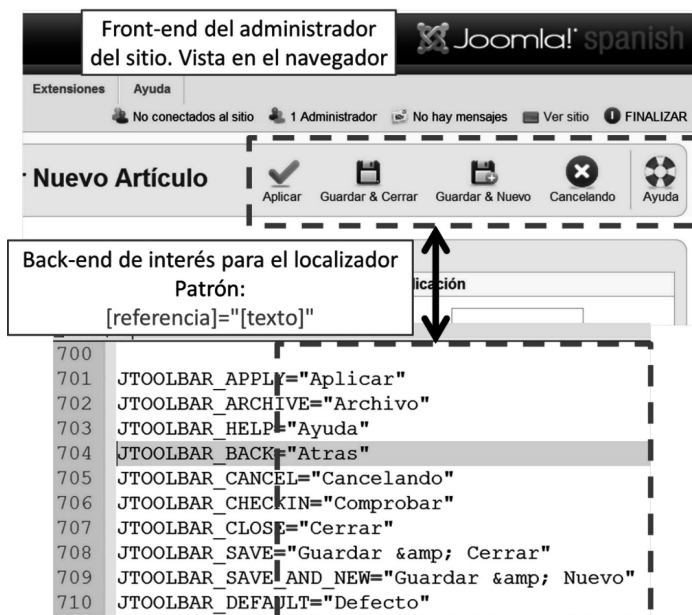 Front-end del administrador
del sitio. Vista en el navegador
Joomla!® spanish
Extensiones Ayuda
No conectados al sitio 1 Administrador No hay mensajes Ver sitio FINALIZAR
Nuevo Artículo
Aplicar Guardar & Cerrar Guardar & Nuevo Cancelando Ayuda
Back-end de interés para el localizador
Patrón:
[referencia]="[texto]"
700
701 JTOOLBAR_APPLY="Aplicar"
702 JTOOLBAR_ARCHIVE="Archivo"
703 JTOOLBAR_HELP="Ayuda"
704 JTOOLBAR_BACK="Atras"
705 JTOOLBAR_CANCEL="Cancelando"
706 JTOOLBAR_CHECKIN="Comprobar"
707 JTOOLBAR_CLOSE="Cerrar"
708 JTOOLBAR_SAVE="Guardar &amp; Cerrar"
709 JTOOLBAR_SAVE_AND_NEW="Guardar &amp; Nuevo"
710 JTOOLBAR_DEFAULT="Defecto"